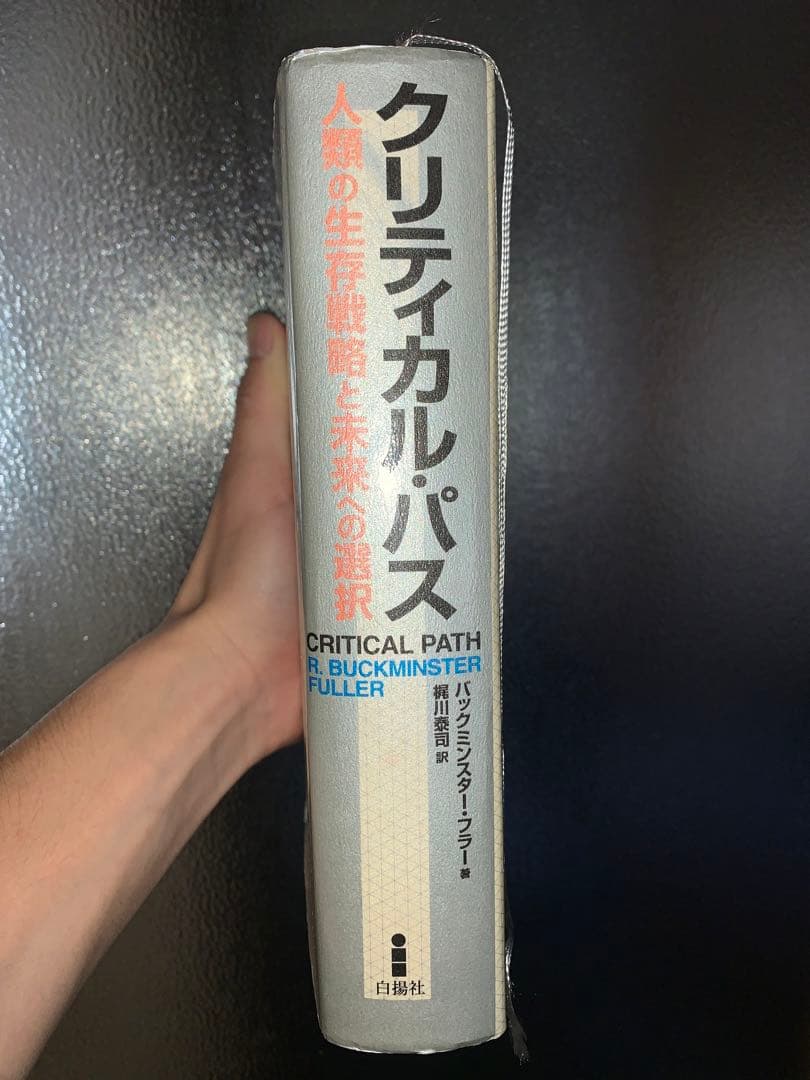 クリティカル・パス
人類の生存戦略と未来への選択
CRITICAL PATH
R. BUCKMINSTER
FULLER
バックミンスター・フラー 著
梶川泰司 訳
白揚社